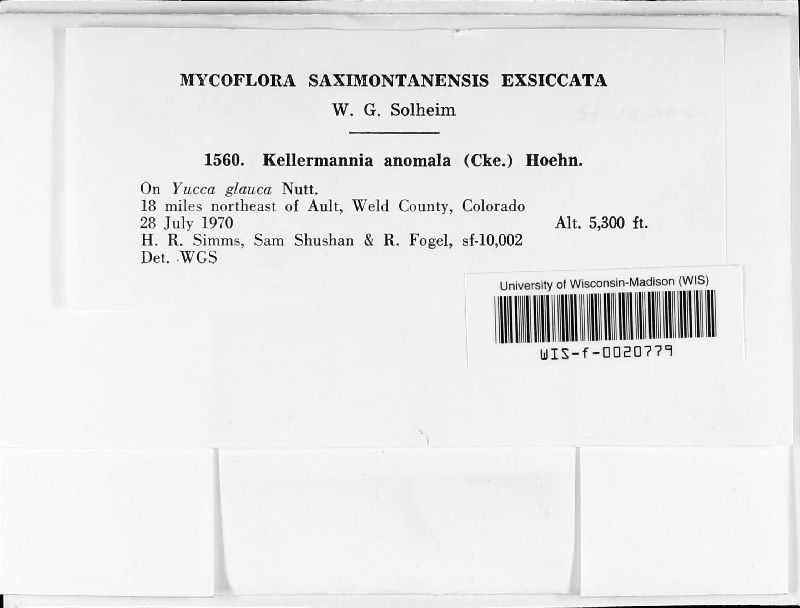 MYCOFLORA SAXIMONTANENSIS EXSICCATA
W. G. Solheim
1560. Kellermannia anomala (Cke.) Hoehn.
On Yucca glauca Nutt.
18 miles northeast of Ault, Weld County, Colorado
28 July 1970 Alt. 5,300 ft.
H. R. Simms, Sam Shushan & R. Fogel, sf-10,002
Det. WGS
University of Wisconsin-Madison (WIS)
WIS-f-0020779